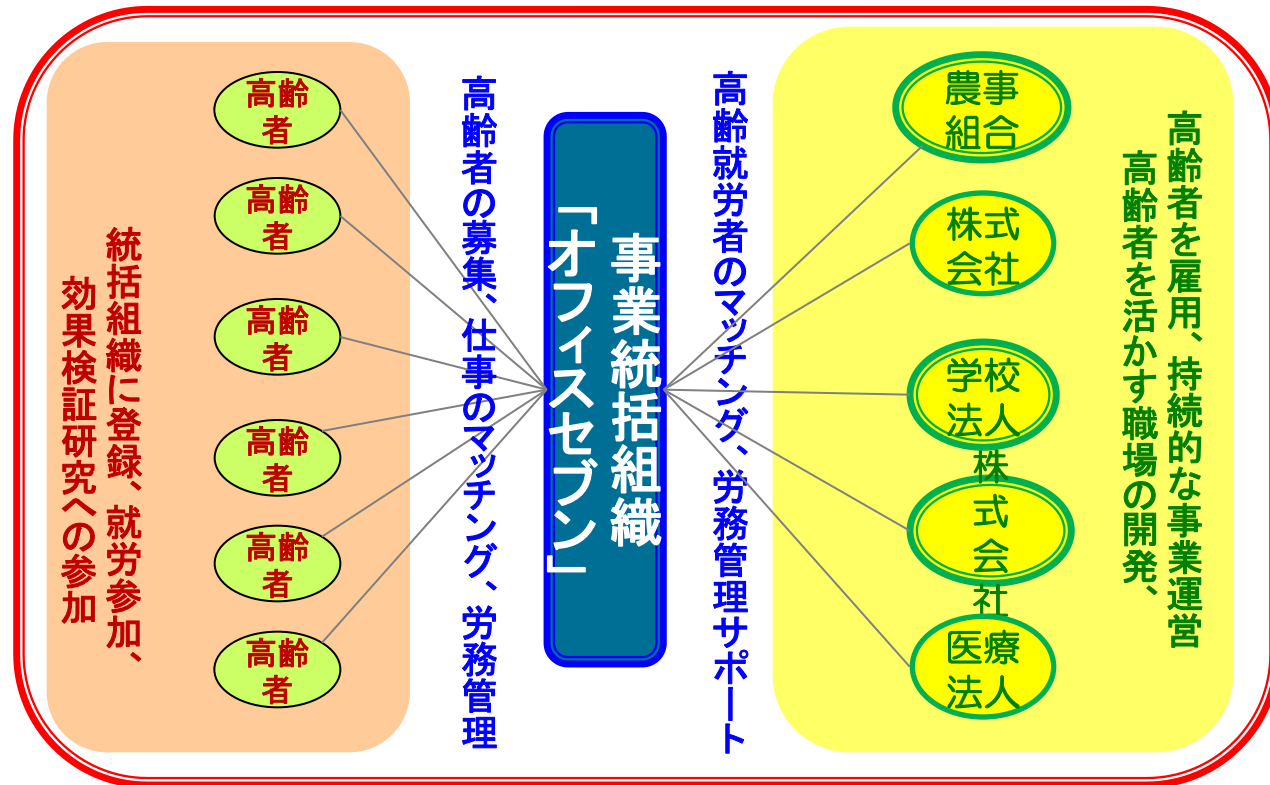 統括組織に登録、就労参加、
効果検証研究への参加
高齢
者
高齢
者
高齢
者
高齢
者
高齢
者
高齢
者
高齢者の募集、仕事のマッチング、労務管理
事業統括組織
「オフィスセブン」
高齢就労者のマッチング、労務管理サポート
農事
組合
株式
会社
学校
法人
株
式
会
社
医療
法人
高齢者を雇用、持続的な事業運営
高齢者を活かす職場の開発、